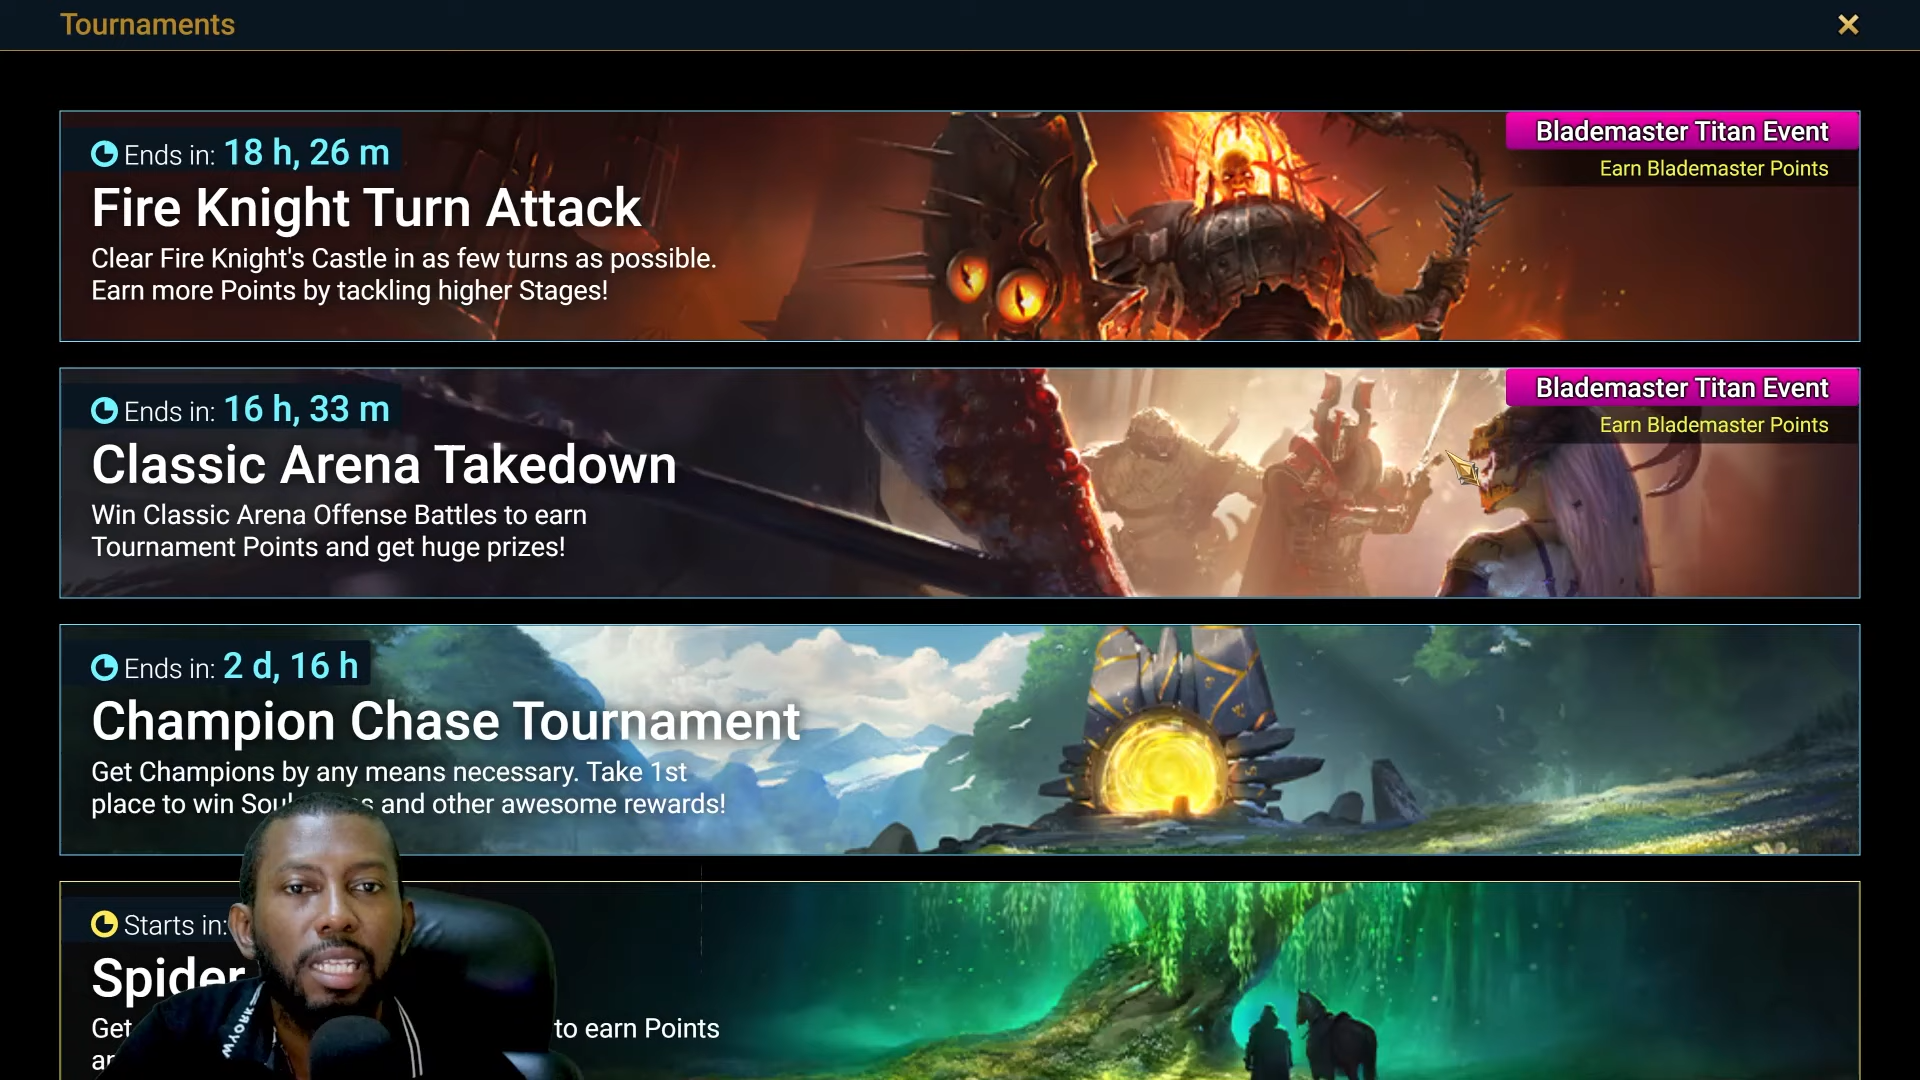 Tournaments
Ends in: 18 h, 26 m
Fire Knight Turn Attack
Clear Fire Knight's Castle in as few turns as possible.
Earn more Points by tackling higher Stages!
Blademaster Titan Event
Earn Blademaster Points
Ends in: 16 h, 33 m
Classic Arena Takedown
Win Classic Arena Offense Battles to earn
Tournament Points and get huge prizes!
Blademaster Titan Event
Earn Blademaster Points
Ends in: 2 d, 16 h
Champion Chase Tournament
Get Champions by any means necessary. Take 1st
place to win and other awesome rewards!
Starts in:
Spider
Get to earn Points